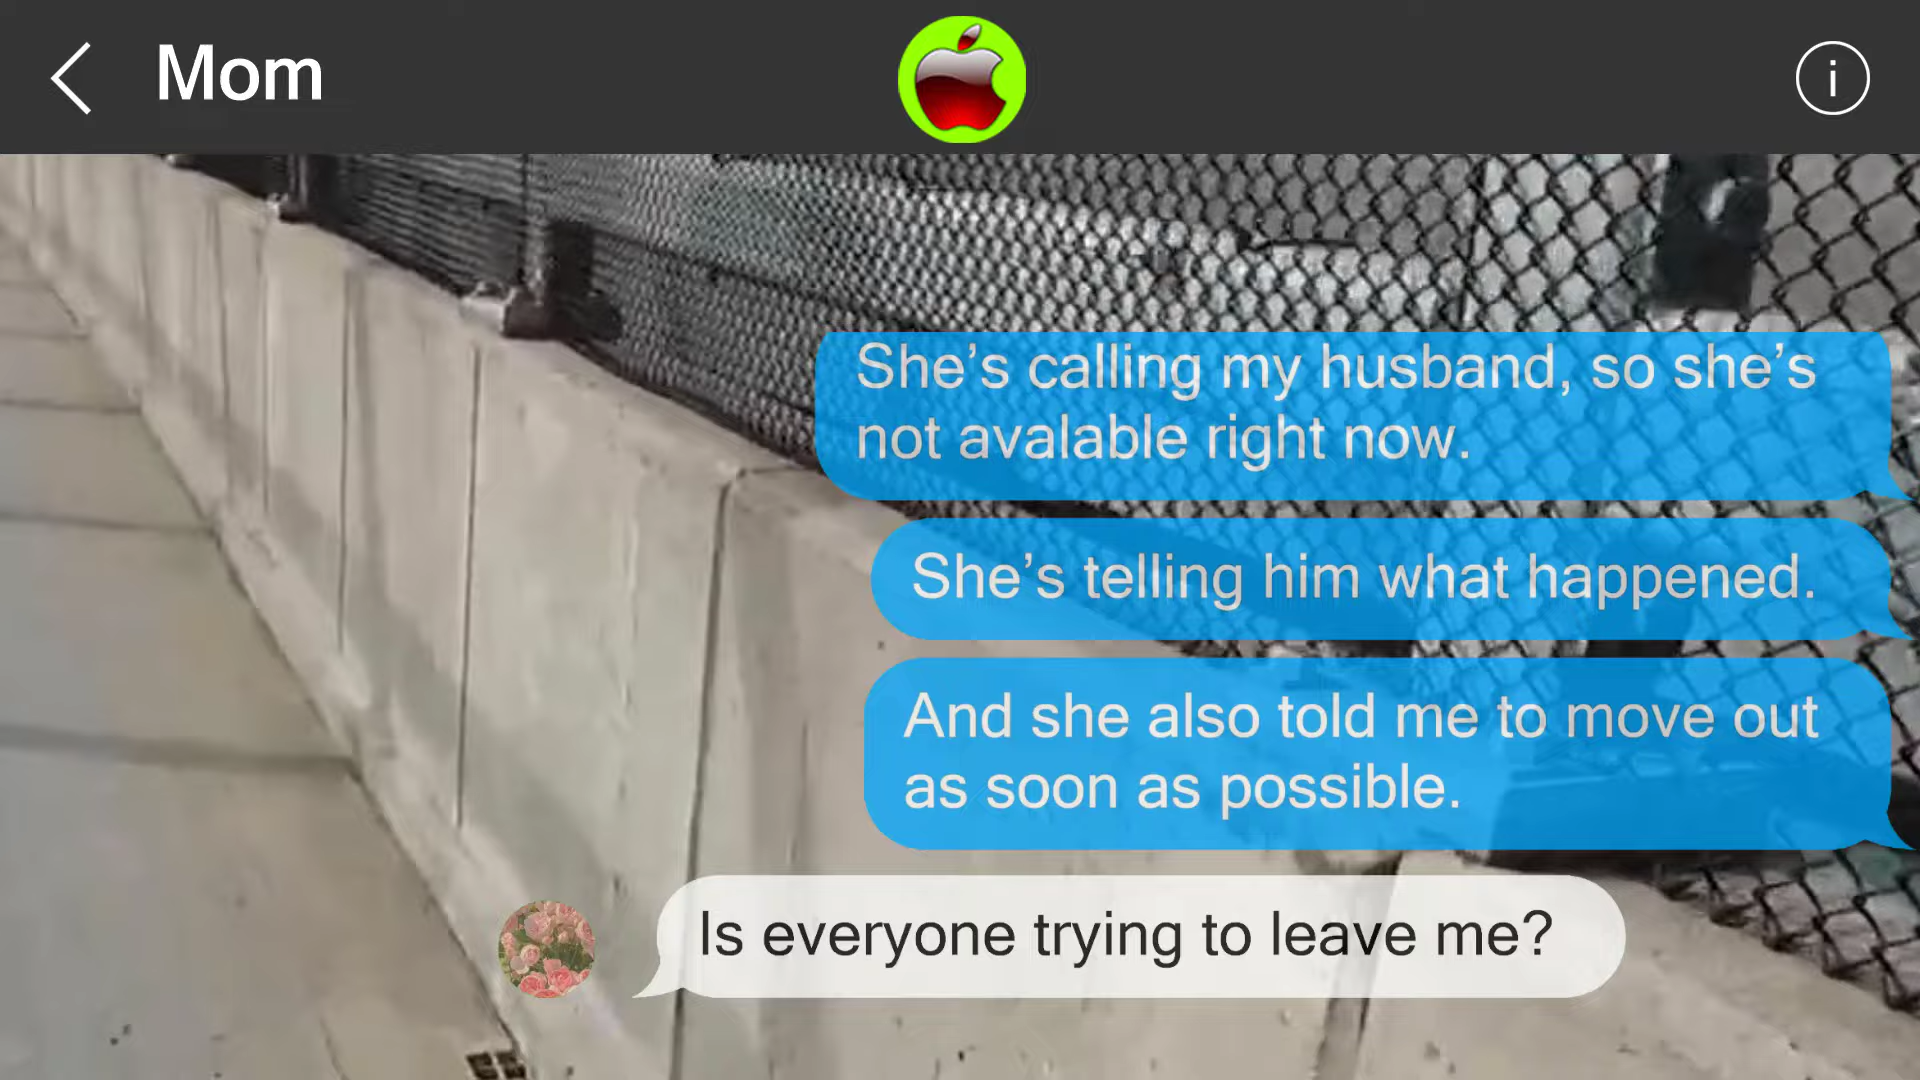 Mom
i
She’s calling my husband, so she’s
not avalable right now.
She’s telling him what happened.
And she also told me to move out
as soon as possible.
Is everyone trying to leave me?